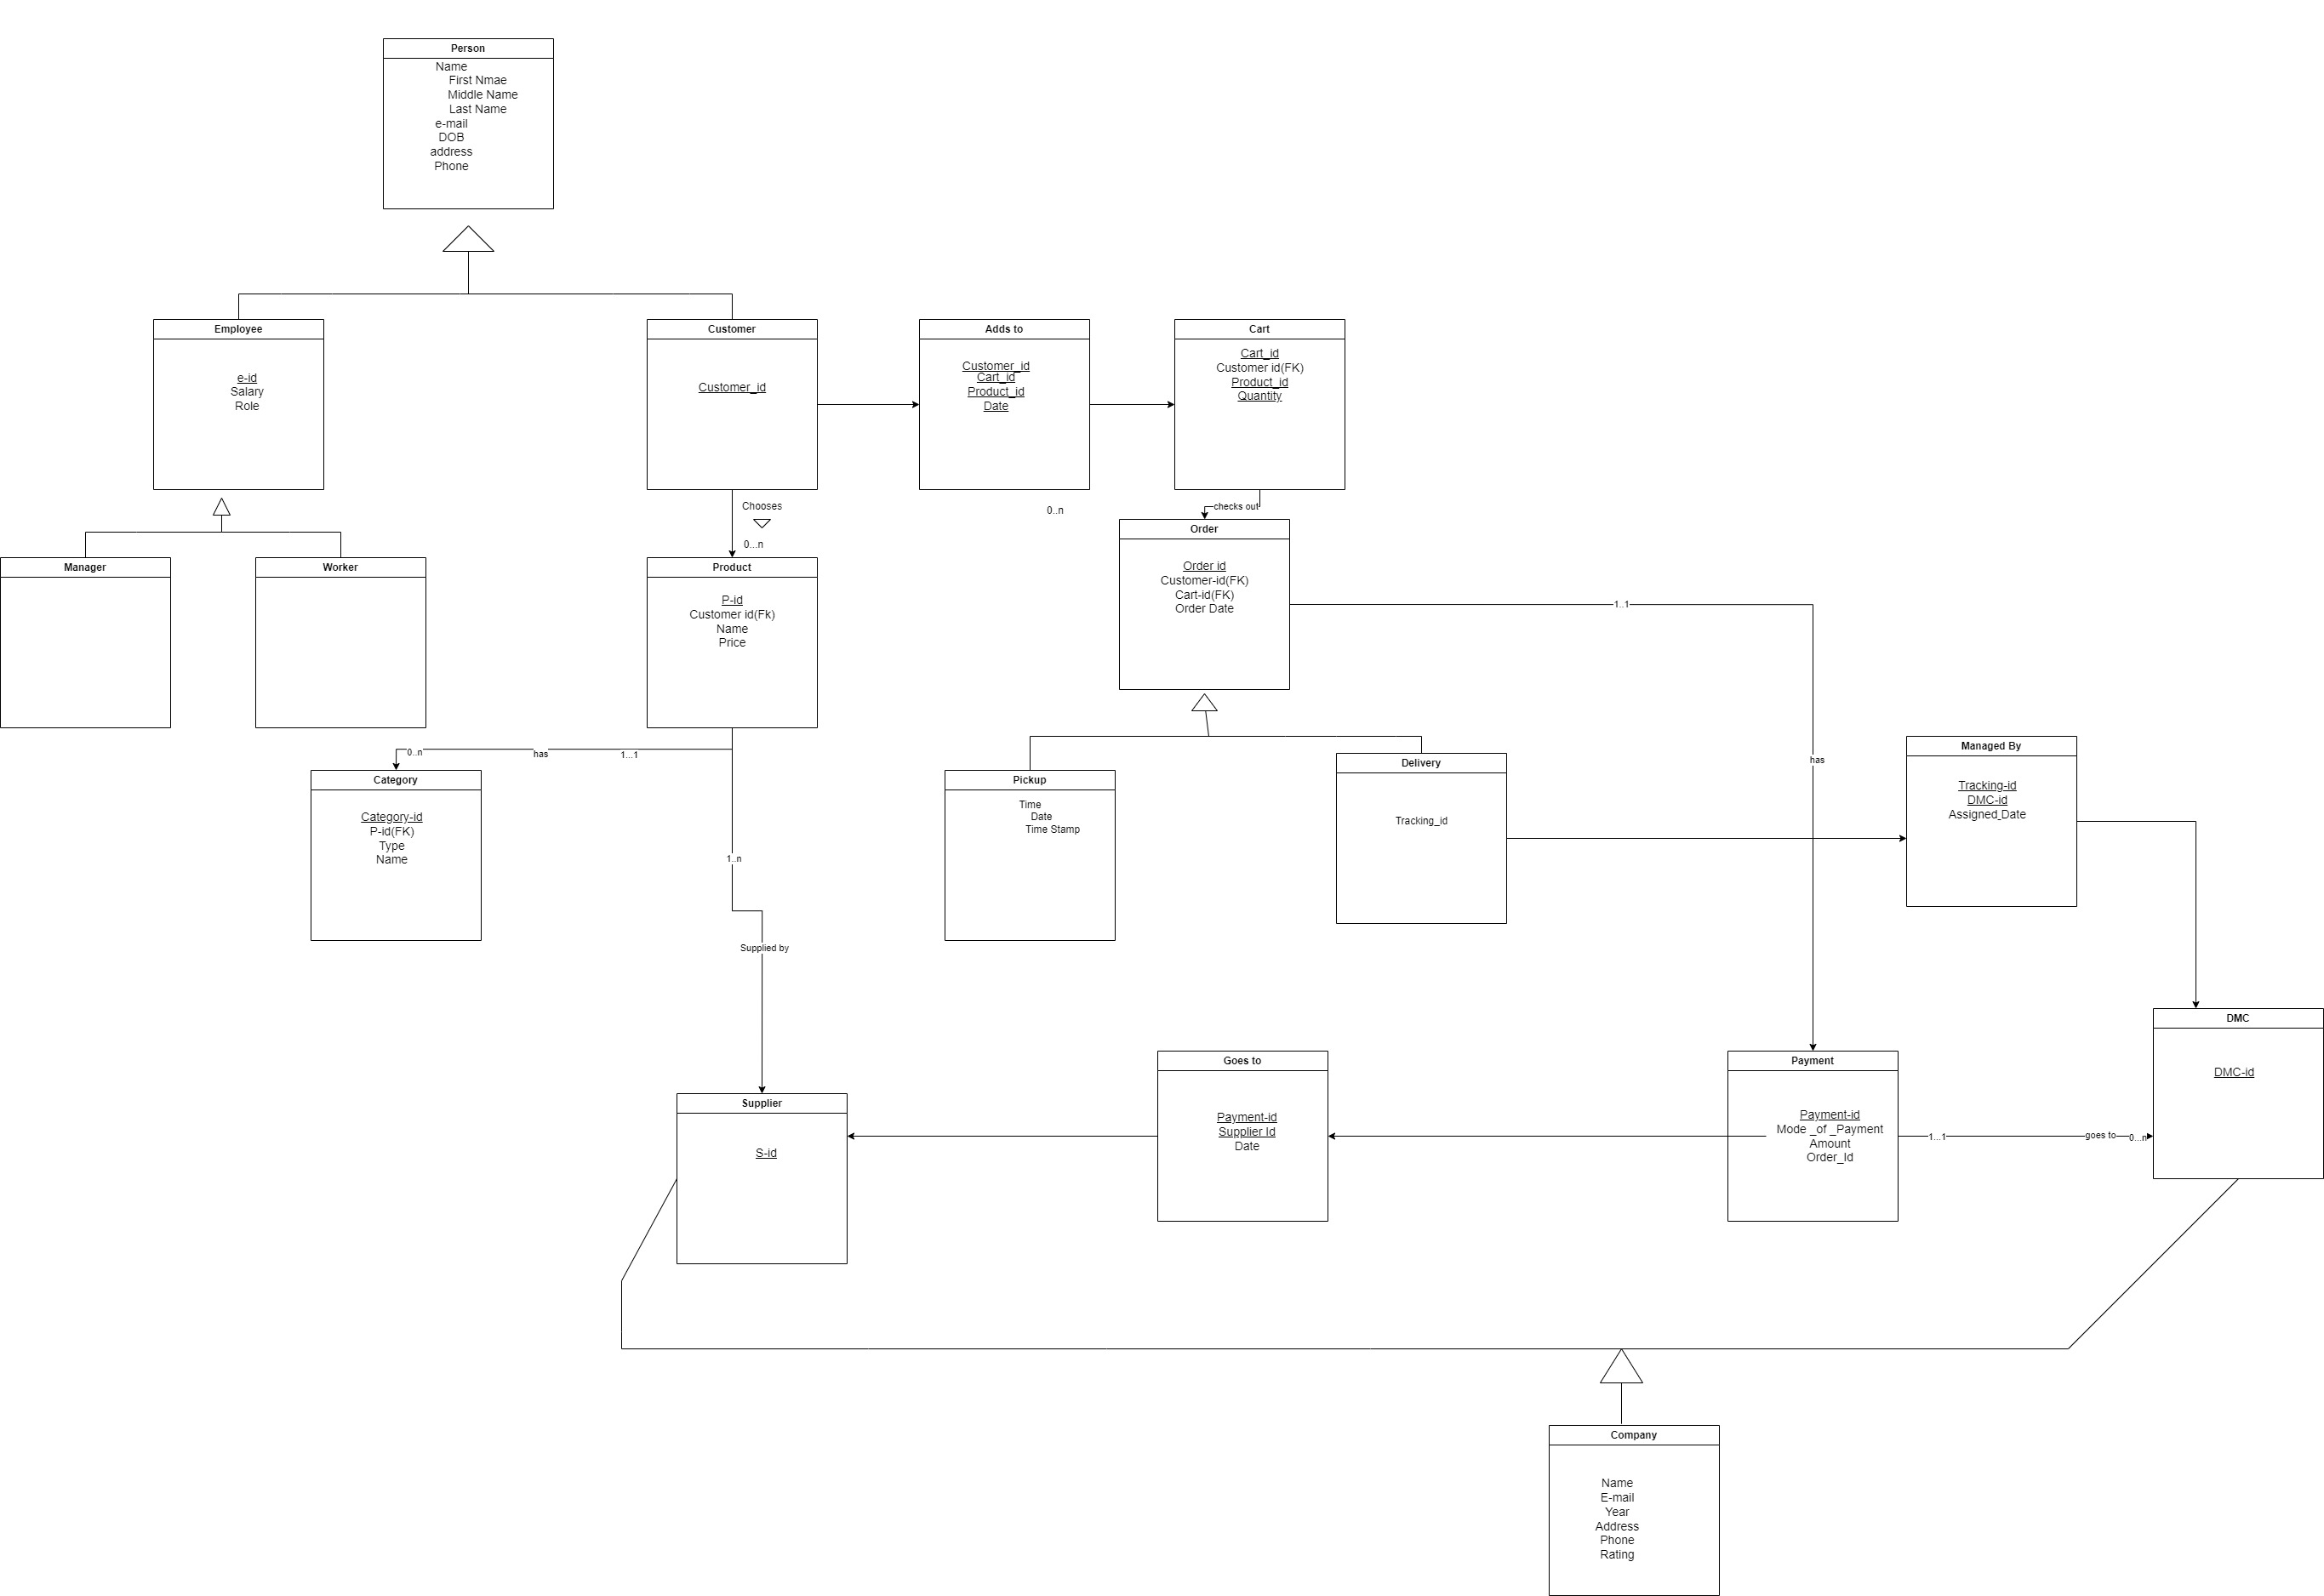 Person
Name
First Nmae
Middle Name
Last Name
e-mail
DOB
address
Phone
Employee
e-id
Salary
Role
Customer
Customer_id
Adds to
Customer_id
Cart_id
Product_id
Date
Cart
Cart_id
Customer id(FK)
Product_id
Quantity
Chooses
0...n
0..n
checks out
Manager
Worker
Product
P-id
Customer id(Fk)
Name
Price
Order
Order id
Customer-id(FK)
Cart-id(FK)
Order Date
1..1
has
0..n
has
1...1
Category
Category-id
P-id(FK)
Type
Name
1..n
Supplied by
Pickup
Time
Date
Time Stamp
Delivery
Tracking_id
Managed By
Tracking-id
DMC-id
Assigned_Date
Supplier
S-id
Goes to
Payment-id
Supplier Id
Date
Payment
Payment-id
Mode _of _Payment
Amount
Order_Id
1...1
goes to
0...n
DMC
DMC-id
Company
Name
E-mail
Year
Address
Phone
Rating